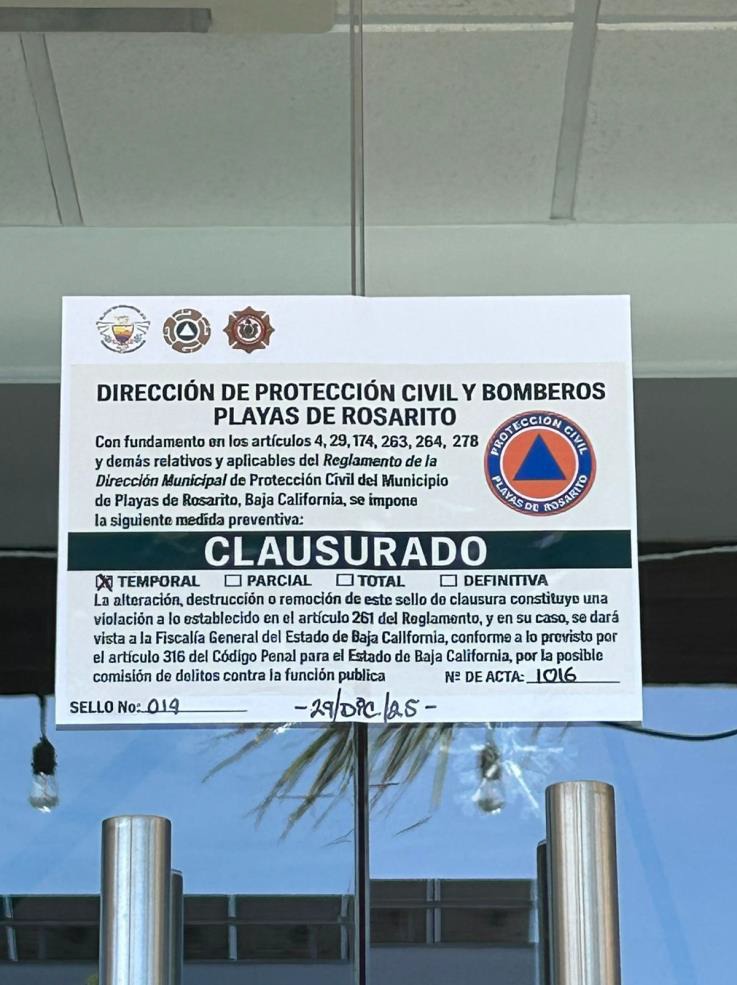 DIRECCIÓN DE PROTECCIÓN CIVIL Y BOMBEROS
PLAYAS DE ROSARITO
Con fundamento en los artículos 4, 29, 174, 263, 264, 278
y demás relativos y aplicables del Reglamento de la
Dirección Municipal de Protección Civil del Municipio
de Playas de Rosarito, Baja California, se impone
la siguiente medida preventiva:
PROTECCIÓN CIVIL
PLAYAS DE ROSARITO
CLAUSURADO
TEMPORAL PARCIAL TOTAL DEFINITIVA
La alteración, destrucción o remoción de este sello de clausura constituye una
violación a lo establecido en el artículo 261 del Reglamento, y en su caso, se dará
vista a la Fiscalía General del Estado de Baja California, conforme a lo previsto por
el artículo 316 del Código Penal para el Estado de Baja California, por la posible
comisión de delitos contra la función publica Nº DE ACTA: 1016
SELLO No: 019 -29/DIC/25-